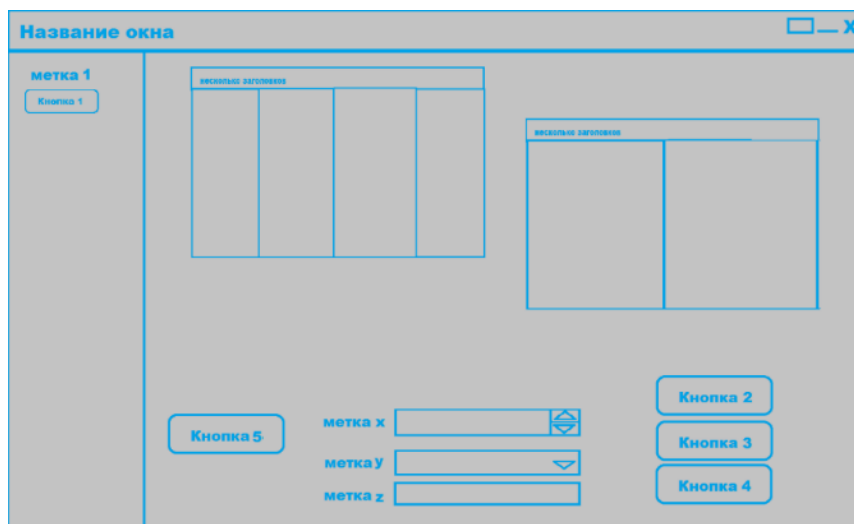 Название окна
X
метка 1
Кнопка 1
несколько заголовков
несколько заголовков
Кнопка 2
метка x
Кнопка 5
Кнопка 3
метка y
Кнопка 4
метка z